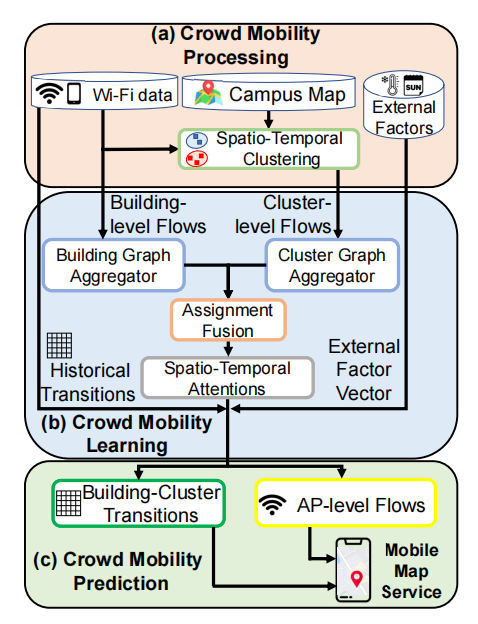 (a) Crowd Mobility
Processing
Wi-Fi data
Campus Map
SUN
External
Factors
Spatio-Temporal
Clustering
Building-
level Flows
Cluster-
level Flows
Building Graph
Aggregator
Cluster Graph
Aggregator
Assignment
Fusion
Historical
Transitions
Spatio-Temporal
Attentions
External
Factor
Vector
(b) Crowd Mobility
Learning
Building-Cluster
Transitions
AP-level Flows
(c) Crowd Mobility
Prediction
Mobile
Map
Service